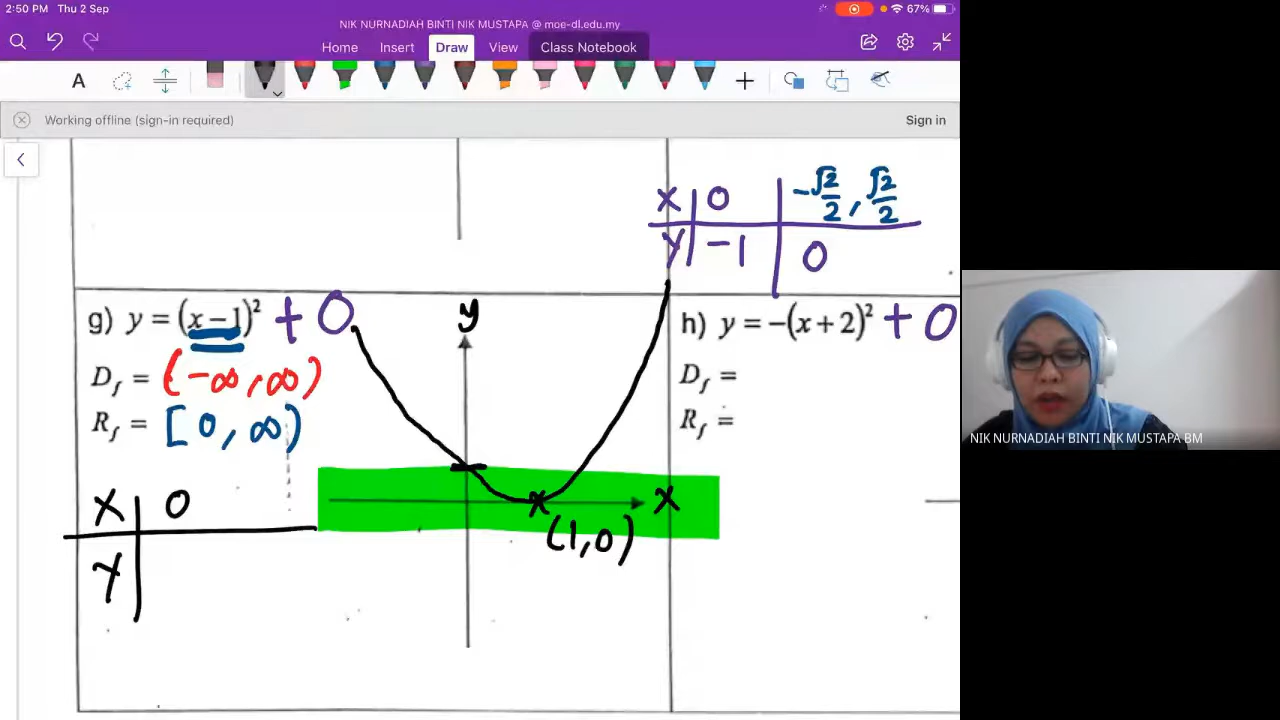 2:50 PM Thu 2 Sep
67%
NIK NURNADIAH BINTI NIK MUSTAPA @ moe-dl.edu.my
Home Insert Draw View Class Notebook
A
Working offline (sign-in required)
Sign in
x 0 -√2/2, √2/2
y -1 0
g) y = (x−1)² + 0
D_f = (-∞, ∞)
R_f = [0, ∞)
y
x
(1,0)
x 0
y
h) y = −(x+2)² + 0
D_f =
R_f =
NIK NURNADIAH BINTI NIK MUSTAPA BM